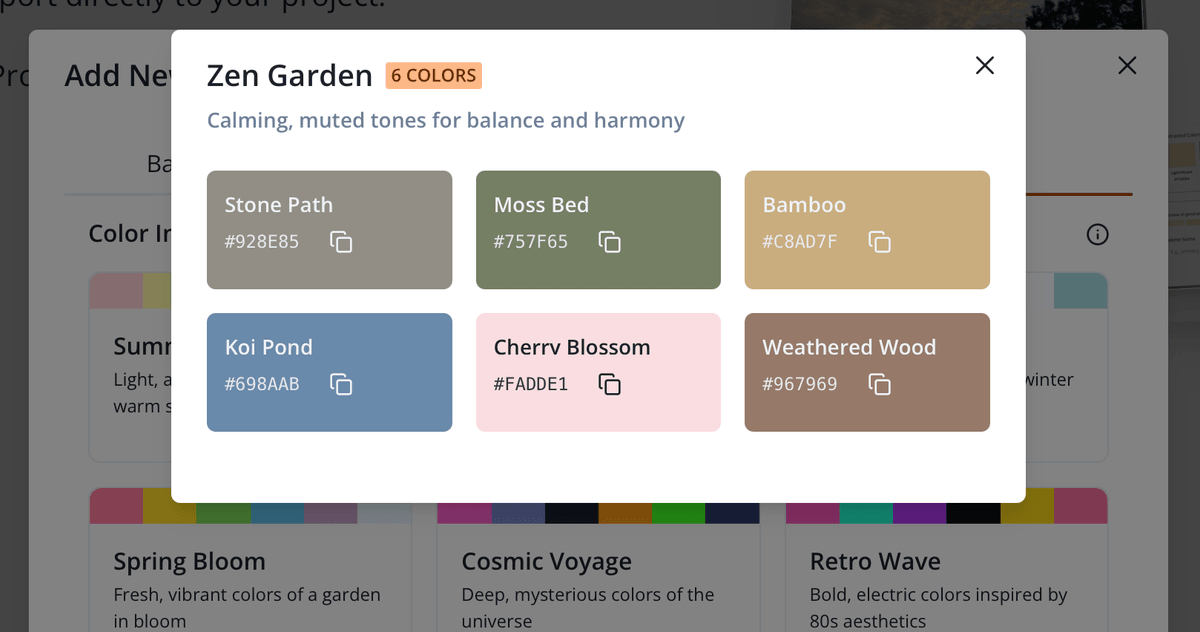 port directly to your project.
Pro
Add Ne
Zen Garden 6 COLORS
Calming, muted tones for balance and harmony
Ba
Stone Path
#928E85
Moss Bed
#757F65
Bamboo
#C8AD7F
Color In
Koi Pond
#698AAB
Cherrv Blossom
#FADDE1
Weathered Wood
#967969
Sum
Light, a
warm s
winter
Spring Bloom
Fresh, vibrant colors of a garden
in bloom
Cosmic Voyage
Deep, mysterious colors of the
universe
Retro Wave
Bold, electric colors inspired by
80s aesthetics